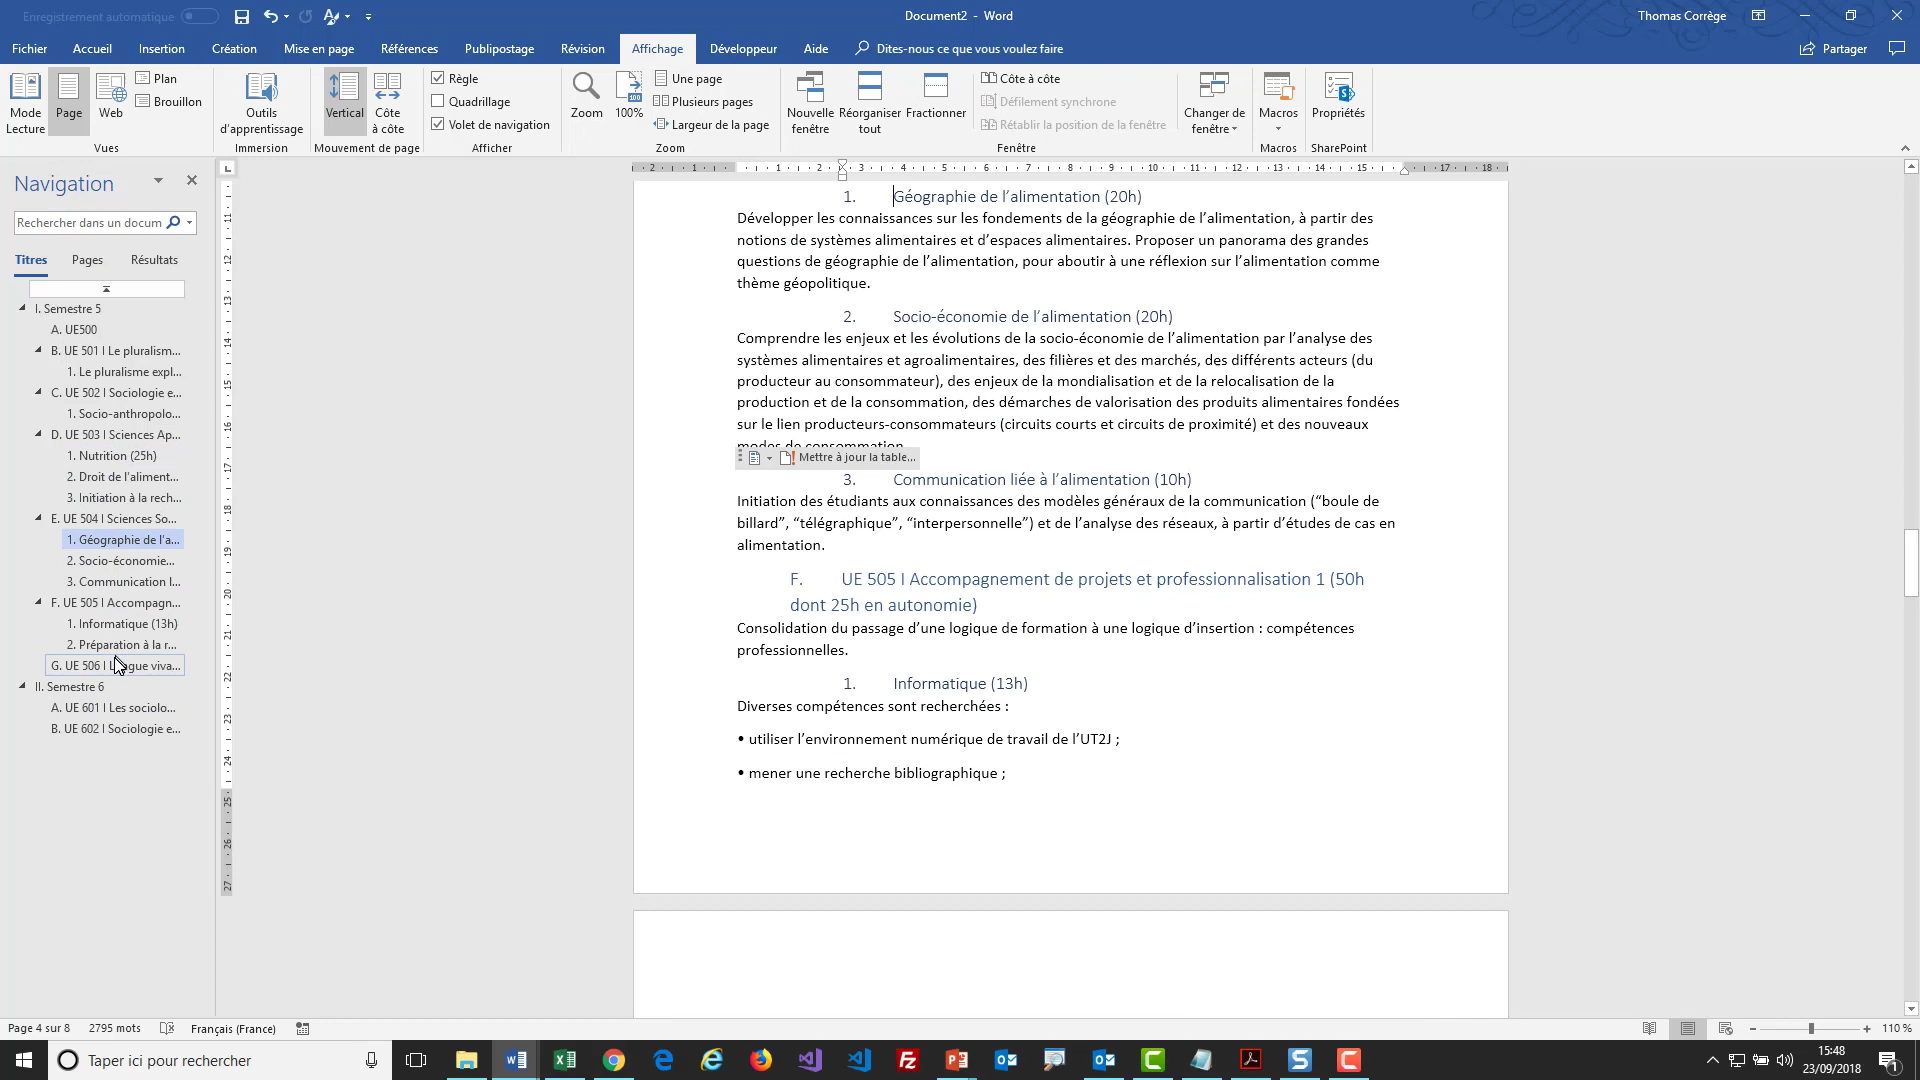 Enregistrement automatique
Document2 - Word
Thomas Corrège
Fichier
Accueil
Insertion
Création
Mise en page
Références
Publipostage
Révision
Affichage
Développeur
Aide
Dites-nous ce que vous voulez faire
Partager
Mode Lecture
Page
Web
Plan
Brouillon
Vues
Outils d'apprentissage
Immersion
Vertical
Côte à côte
Mouvement de page
Règle
Quadrillage
Volet de navigation
Afficher
Zoom
100%
Une page
Plusieurs pages
Largeur de la page
Zoom
Nouvelle fenêtre
Réorganiser tout
Fractionner
Côte à côte
Défilement synchrone
Rétablir la position de la fenêtre
Fenêtre
Changer de fenêtre
Macros
Macros
Propriétés
SharePoint
Navigation
Rechercher dans un docum
Titres
Pages
Résultats
I. Semestre 5
A. UE500
B. UE 501 I Le pluralism...
1. Le pluralisme expl...
C. UE 502 I Sociologie e...
1. Socio-anthropolo...
D. UE 503 I Sciences Ap...
1. Nutrition (25h)
2. Droit de l'aliment...
3. Initiation à la rech...
E. UE 504 I Sciences So...
1. Géographie de l'a...
2. Socio-économie...
3. Communication l...
F. UE 505 I Accompagn...
1. Informatique (13h)
2. Préparation à la r...
G. UE 506 I Langue viva...
II. Semestre 6
A. UE 601 I Les sociolo...
B. UE 602 I Sociologie e...
1. Géographie de l'alimentation (20h)
Développer les connaissances sur les fondements de la géographie de l'alimentation, à partir des
notions de systèmes alimentaires et d'espaces alimentaires. Proposer un panorama des grandes
questions de géographie de l'alimentation, pour aboutir à une réflexion sur l'alimentation comme
thème géopolitique.
2. Socio-économie de l'alimentation (20h)
Comprendre les enjeux et les évolutions de la socio-économie de l'alimentation par l'analyse des
systèmes alimentaires et agroalimentaires, des filières et des marchés, des différents acteurs (du
producteur au consommateur), des enjeux de la mondialisation et de la relocalisation de la
production et de la consommation, des démarches de valorisation des produits alimentaires fondées
sur le lien producteurs-consommateurs (circuits courts et circuits de proximité) et des nouveaux
modes de consommation.
Mettre à jour la table...
3. Communication liée à l'alimentation (10h)
Initiation des étudiants aux connaissances des modèles généraux de la communication (“boule de
billard”, “télégraphique”, “interpersonnelle”) et de l'analyse des réseaux, à partir d'études de cas en
alimentation.
F. UE 505 I Accompagnement de projets et professionnalisation 1 (50h
dont 25h en autonomie)
Consolidation du passage d'une logique de formation à une logique d'insertion : compétences
professionnelles.
1. Informatique (13h)
Diverses compétences sont recherchées :
• utiliser l'environnement numérique de travail de l'UT2J ;
• mener une recherche bibliographique ;
Page 4 sur 8
2795 mots
Français (France)
110 %
Taper ici pour rechercher
15:48
23/09/2018